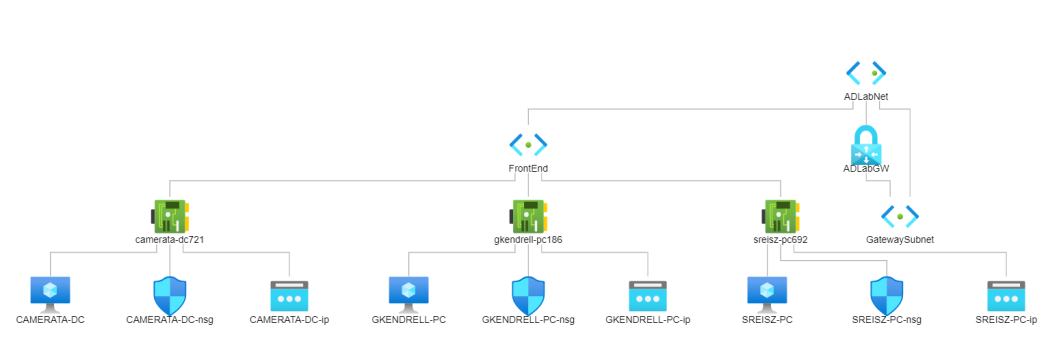 ADLabNet
FrontEnd
ADLabGW
camerata-dc721
gkendrell-pc186
sreisz-pc692
GatewaySubnet
CAMERATA-DC
CAMERATA-DC-nsg
CAMERATA-DC-ip
GKENDRELL-PC
GKENDRELL-PC-nsg
GKENDRELL-PC-ip
SREISZ-PC
SREISZ-PC-nsg
SREISZ-PC-ip